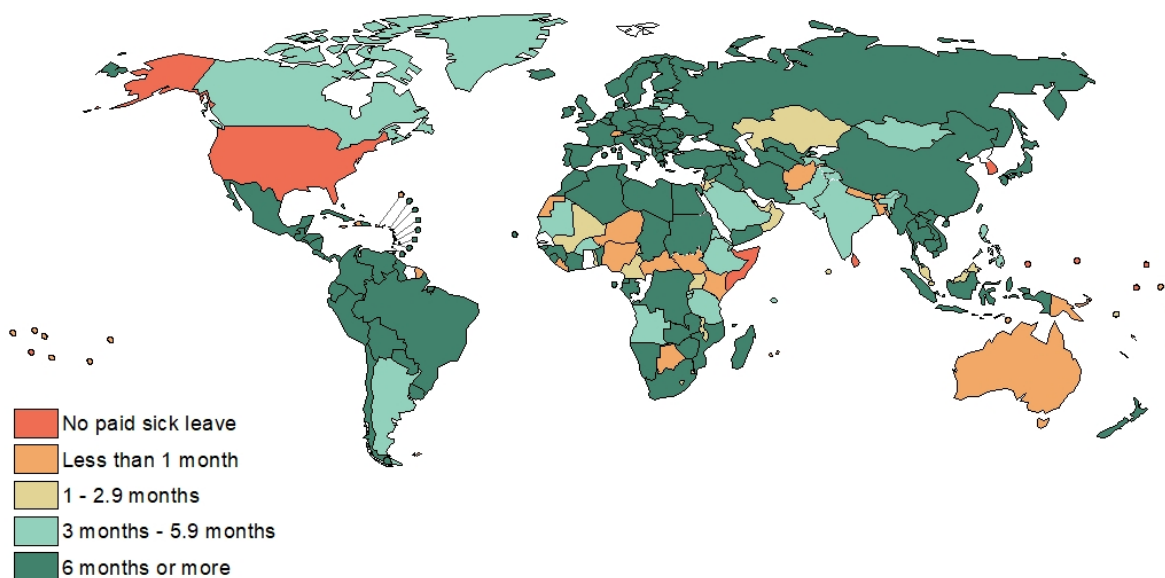 No paid sick leave
Less than 1 month
1 - 2.9 months
3 months - 5.9 months
6 months or more